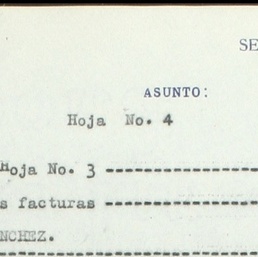 SE
ASUNTO:
Hoja No. 4
Hoja No. 3 ----------------
s facturas ----------------
NCHEZ.